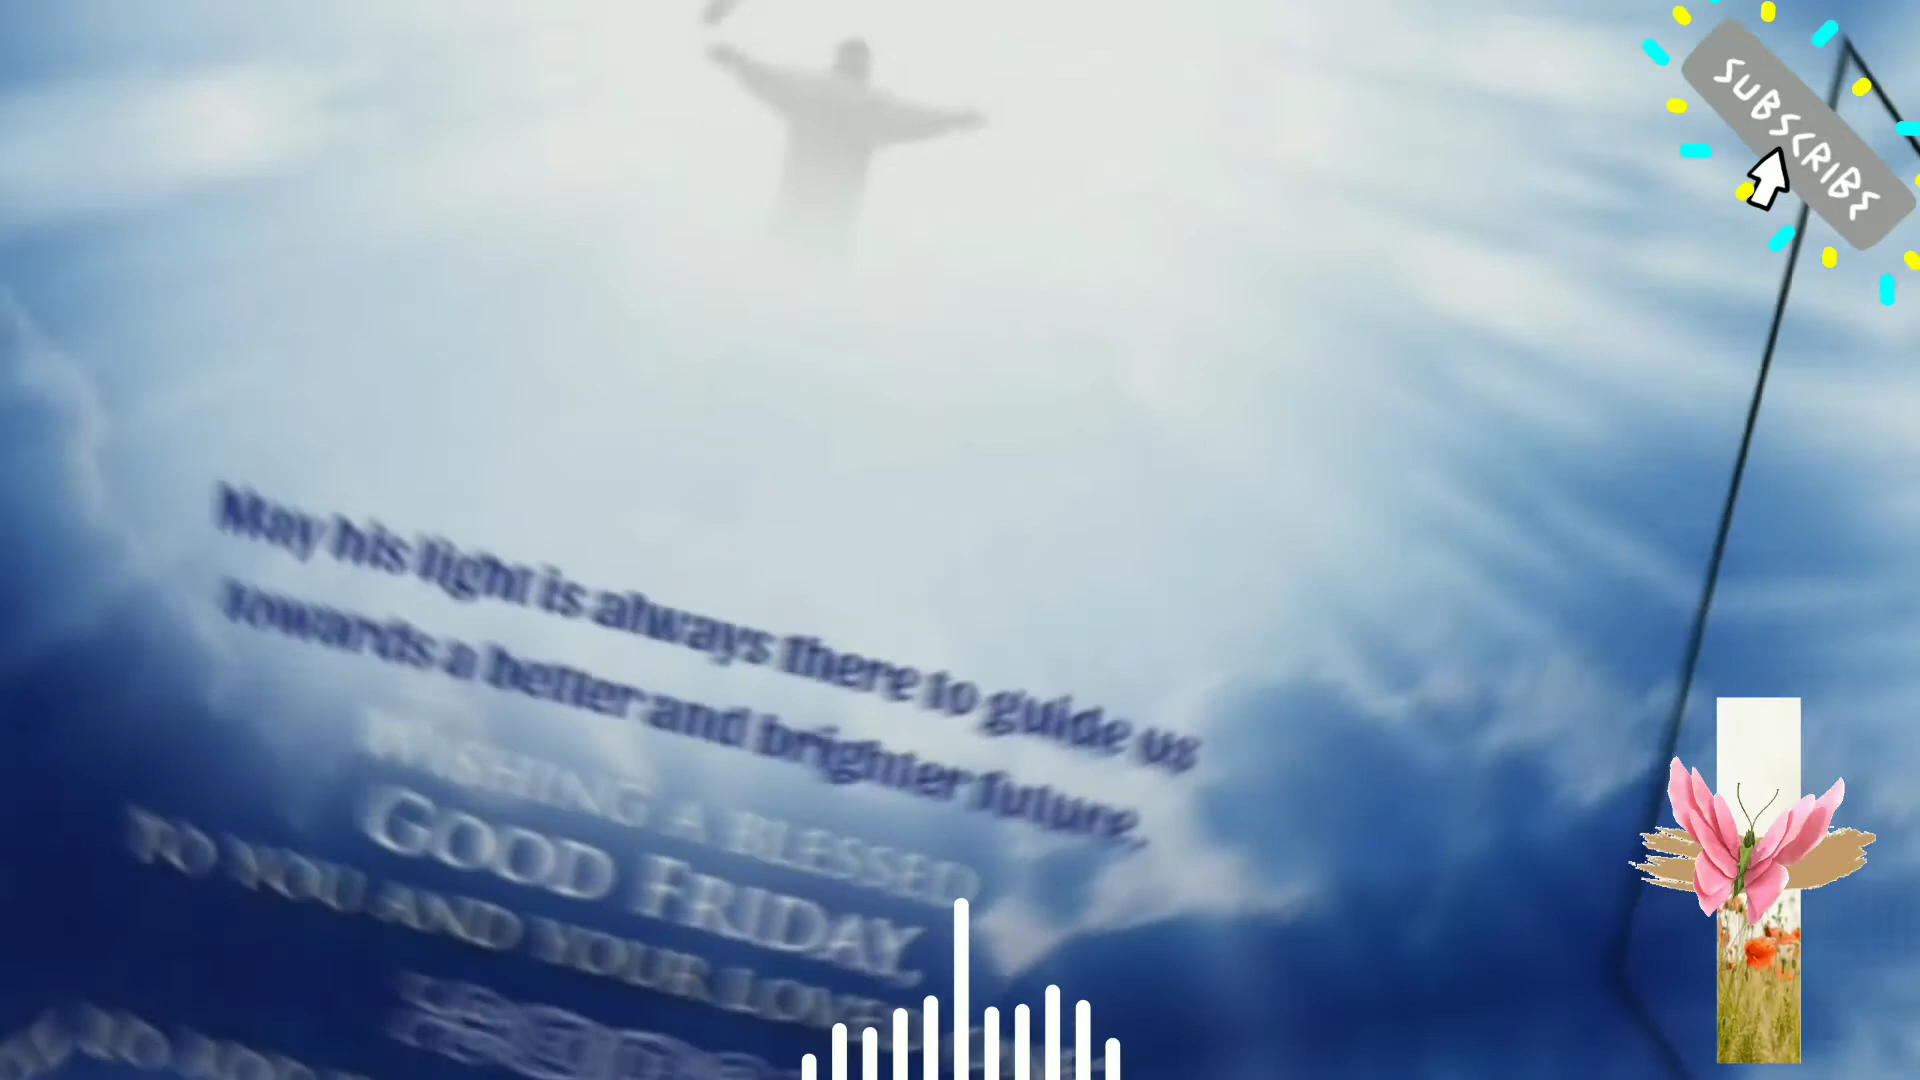 SUBSCRIBE
May his light is always there to guide us
towards a better and brighter future.
WISHING A BLESSED
GOOD FRIDAY
TO YOU AND YOUR LOVED